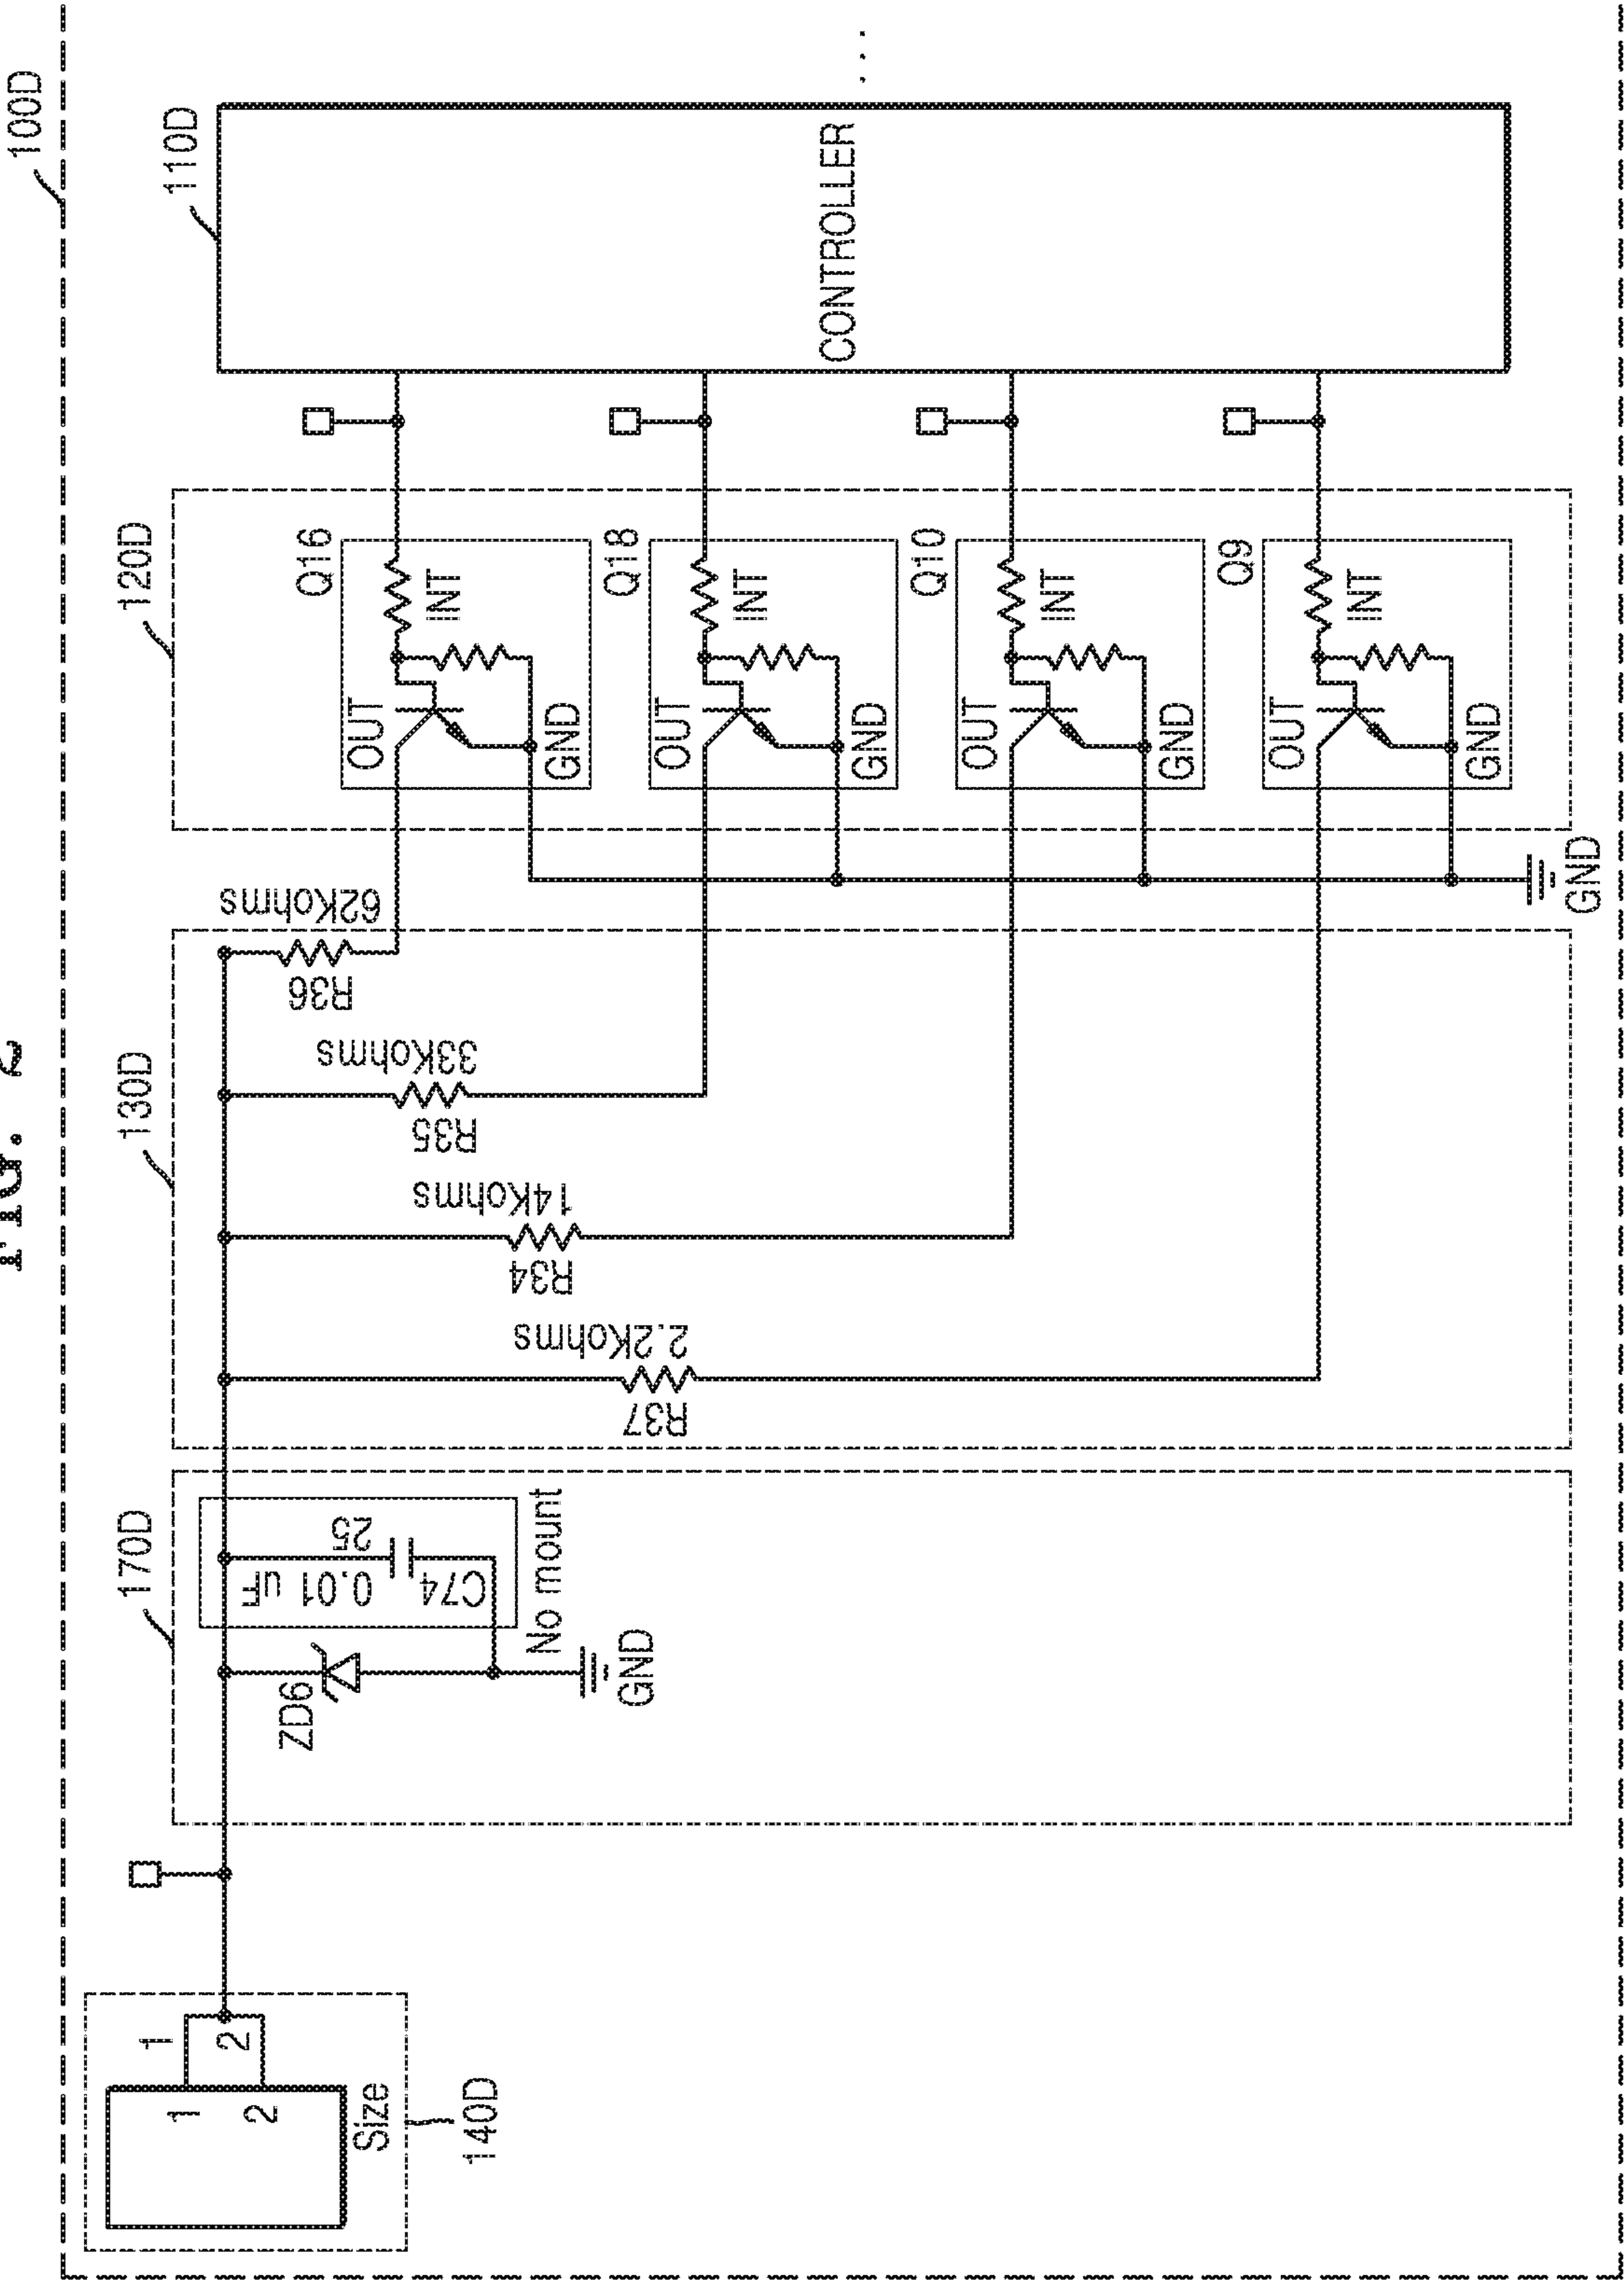 FIG. 2
100D
110D
CONTROLLER
...
120D
Q16
INT
OUT
GND
Q18
INT
OUT
GND
Q10
INT
OUT
GND
Q9
INT
OUT
GND
GND
130D
62Kohms
R36
33Kohms
R35
14Kohms
R34
2.2Kohms
R37
170D
25
0.01 uF
C74
No mount
ZD6
GND
1
2
1
2
Size
140D